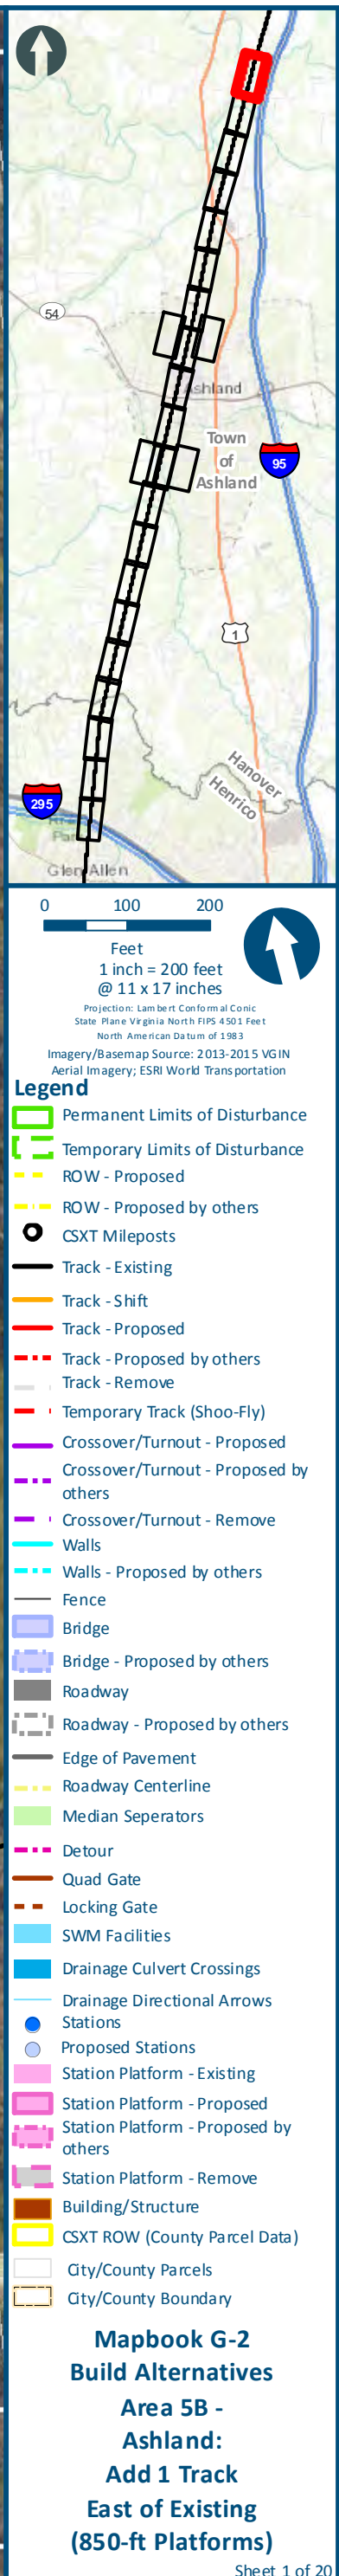 54
Ashland
Town
of
Ashland
95
1
Hanover
Henrico
295
Glen Allen
0 100 200
Feet
1 inch = 200 feet
@ 11 x 17 inches
Projection: Lambert Conformal Conic
State Plane Virginia North FIPS 4501 Feet
North American Datum of 1983
Imagery/Basemap Source: 2013-2015 VGIN
Aerial Imagery; ESRI World Transportation
Legend
Permanent Limits of Disturbance
Temporary Limits of Disturbance
ROW - Proposed
ROW - Proposed by others
CSXT Mileposts
Track - Existing
Track - Shift
Track - Proposed
Track - Proposed by others
Track - Remove
Temporary Track (Shoo-Fly)
Crossover/Turnout - Proposed
Crossover/Turnout - Proposed by
others
Crossover/Turnout - Remove
Walls
Walls - Proposed by others
Fence
Bridge
Bridge - Proposed by others
Roadway
Roadway - Proposed by others
Edge of Pavement
Roadway Centerline
Median Seperators
Detour
Quad Gate
Locking Gate
SWM Facilities
Drainage Culvert Crossings
Drainage Directional Arrows
Stations
Proposed Stations
Station Platform - Existing
Station Platform - Proposed
Station Platform - Proposed by
others
Station Platform - Remove
Building/Structure
CSXT ROW (County Parcel Data)
City/County Parcels
City/County Boundary
Mapbook G-2
Build Alternatives
Area 5B -
Ashland:
Add 1 Track
East of Existing
(850-ft Platforms)
Sheet 1 of 20